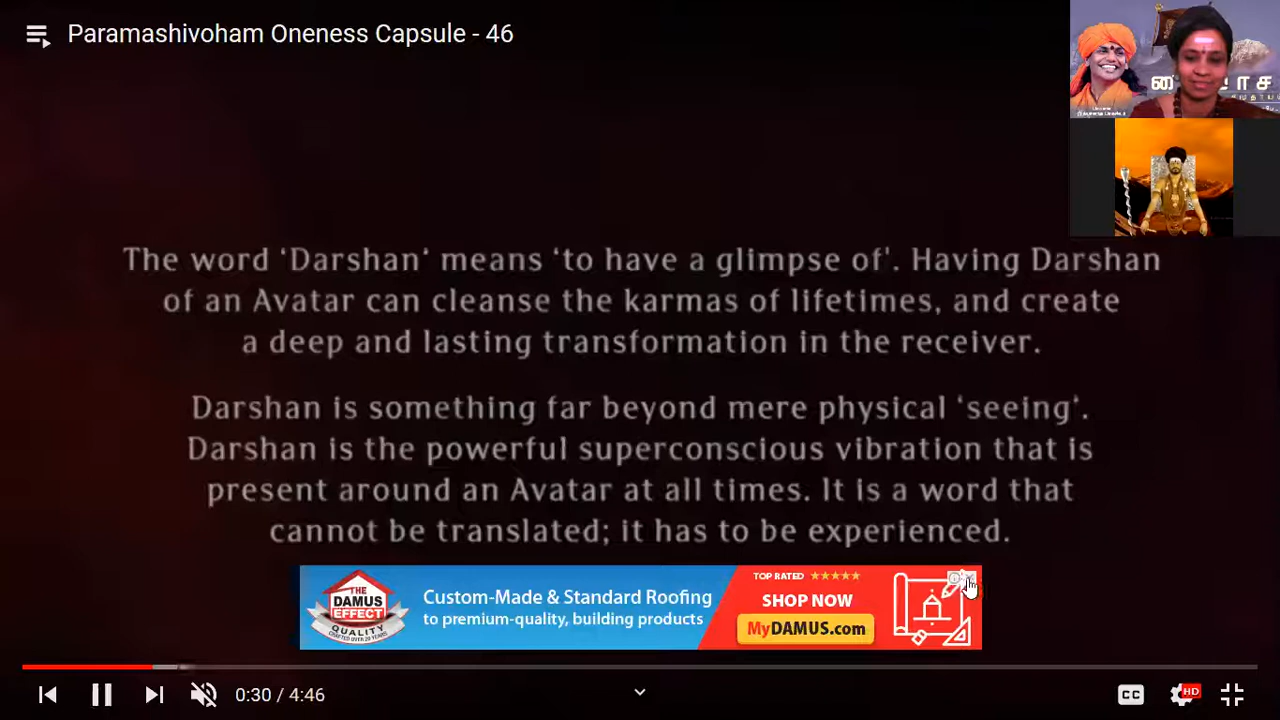 Paramashivoham Oneness Capsule - 46
The word ‘Darshan‘ means ‘to have a glimpse of'. Having Darshan
of an Avatar can cleanse the karmas of lifetimes, and create
a deep and lasting transformation in the receiver.
Darshan is something far beyond mere physical ‘seeing‘.
Darshan is the powerful superconscious vibration that is
present around an Avatar at all times. It is a word that
cannot be translated; it has to be experienced.
THE
DAMUS
EFFECT
QUALITY
Custom-Made & Standard Roofing
to premium-quality, building products
TOP RATED
SHOP NOW
MyDAMUS.com
0:30 / 4:46
CC
HD